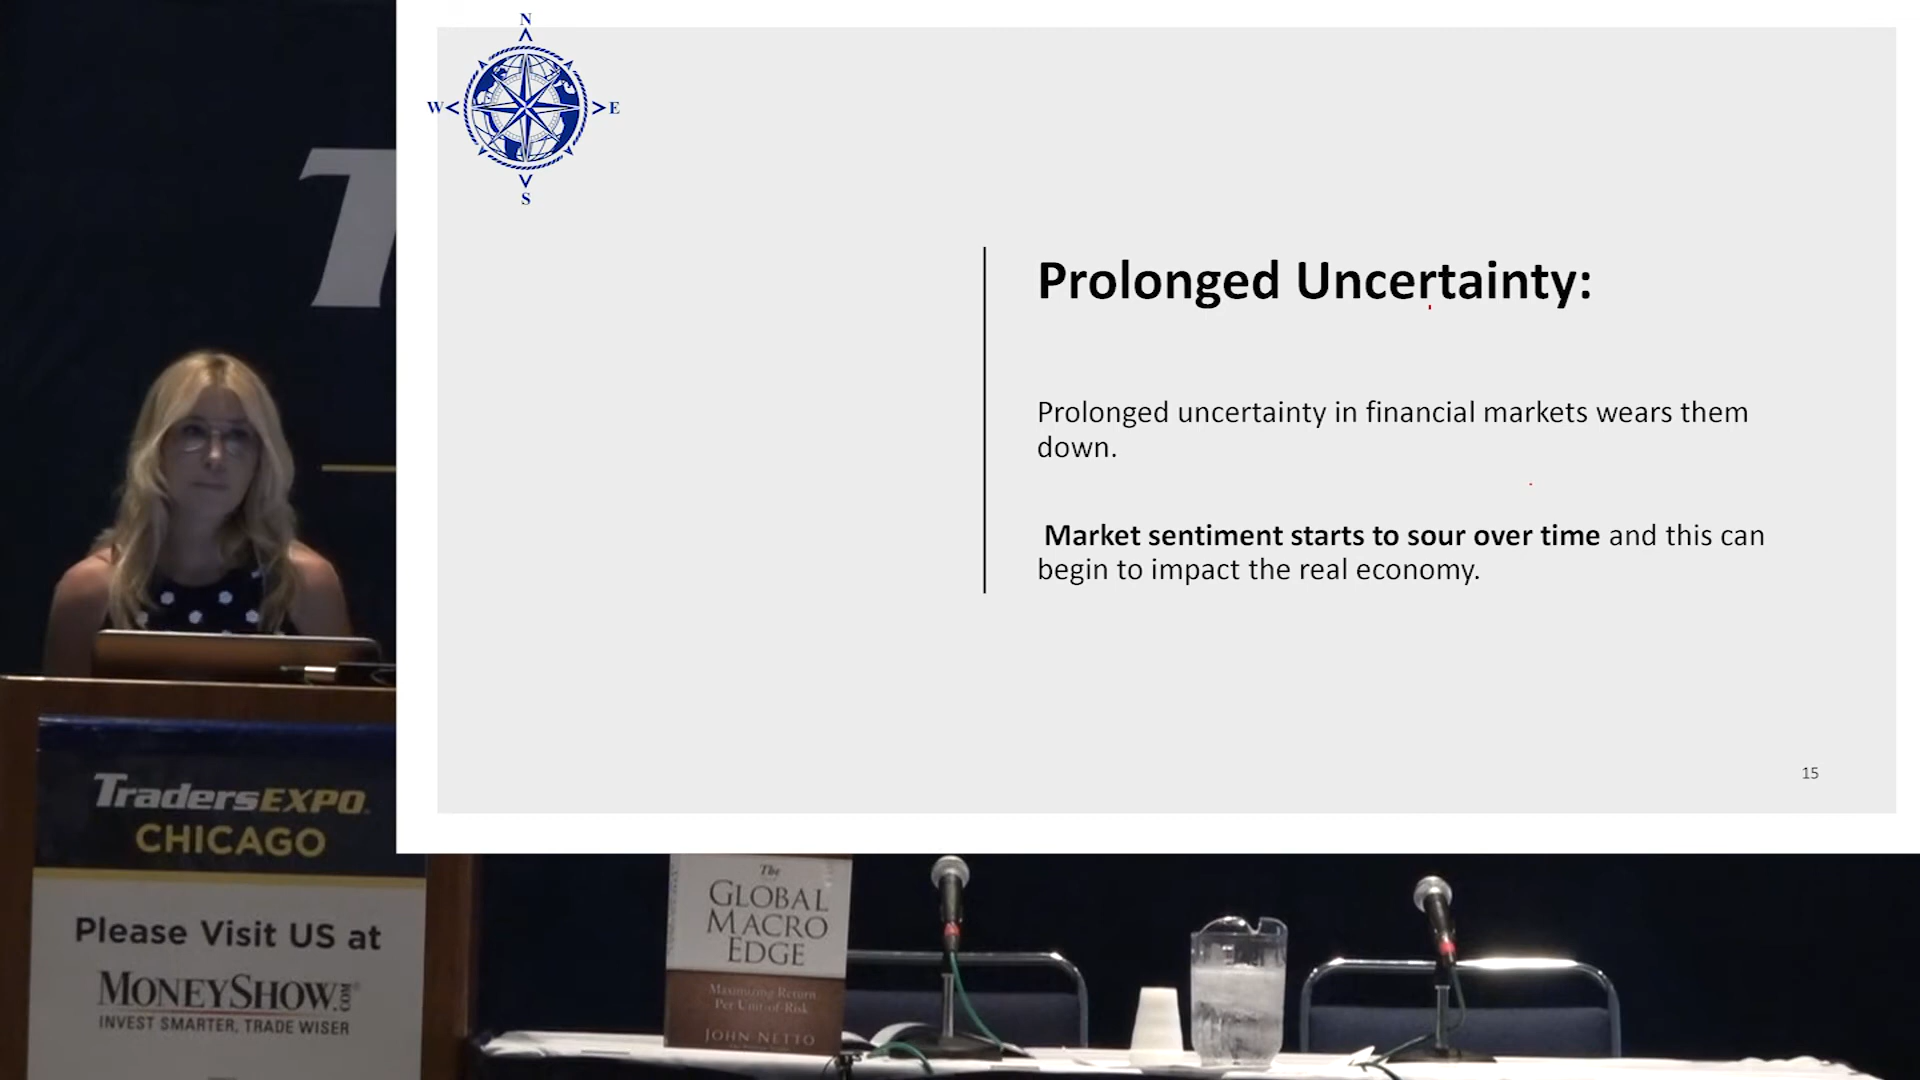 N
W
E
S
Prolonged Uncertainty:
Prolonged uncertainty in financial markets wears them
down.
Market sentiment starts to sour over time and this can
begin to impact the real economy.
15
T
TradersEXPO
CHICAGO
Please Visit US at
MONEYSHOW.COM®
INVEST SMARTER, TRADE WISER
The
GLOBAL
MACRO
EDGE
Maximizing Return
Per Unit-of-Risk
JOHN NETTO